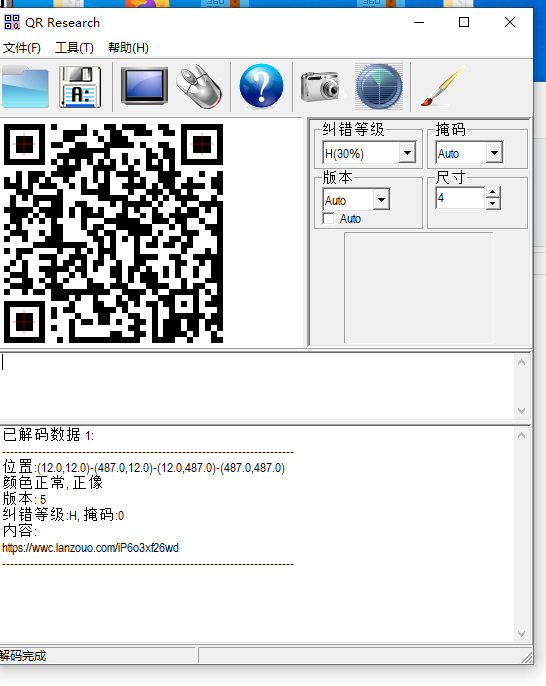 QR Research
文件(F) 工具(T) 帮助(H)
A:
?
纠错等级
掩码
H(30%)
Auto
版本
尺寸
Auto
4
Auto
已解码数据 1:
--------------------------------------------------------------------------
位置:(12.0,12.0)-(487.0,12.0)-(12.0,487.0)-(487.0,487.0)
颜色正常, 正像
版本: 5
纠错等级:H, 掩码:0
内容:
https://wwc.lanzouo.com/iP6o3xf26wd
--------------------------------------------------------------------------
解码完成